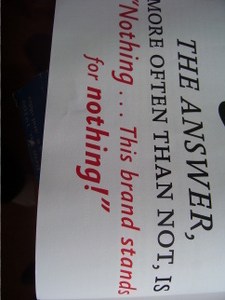 THE ANSWER,
MORE OFTEN THAN NOT, IS
"Nothing . . . This brand stands
for nothing!"